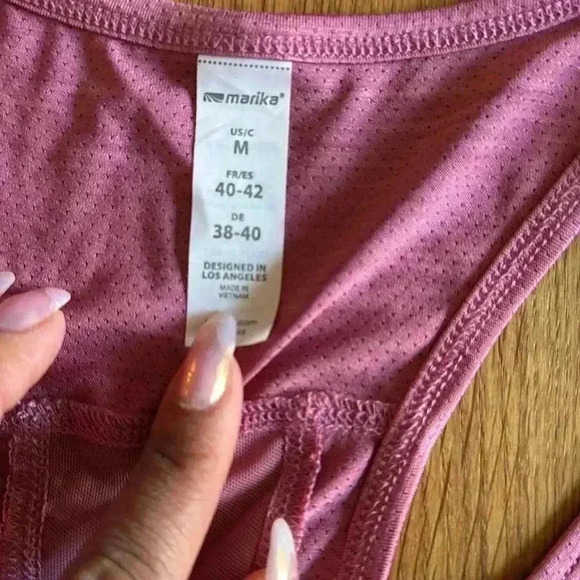 marika®
US/C
M
FR/ES
40-42
DE
38-40
DESIGNED IN
LOS ANGELES
MADE IN
VIETNAM